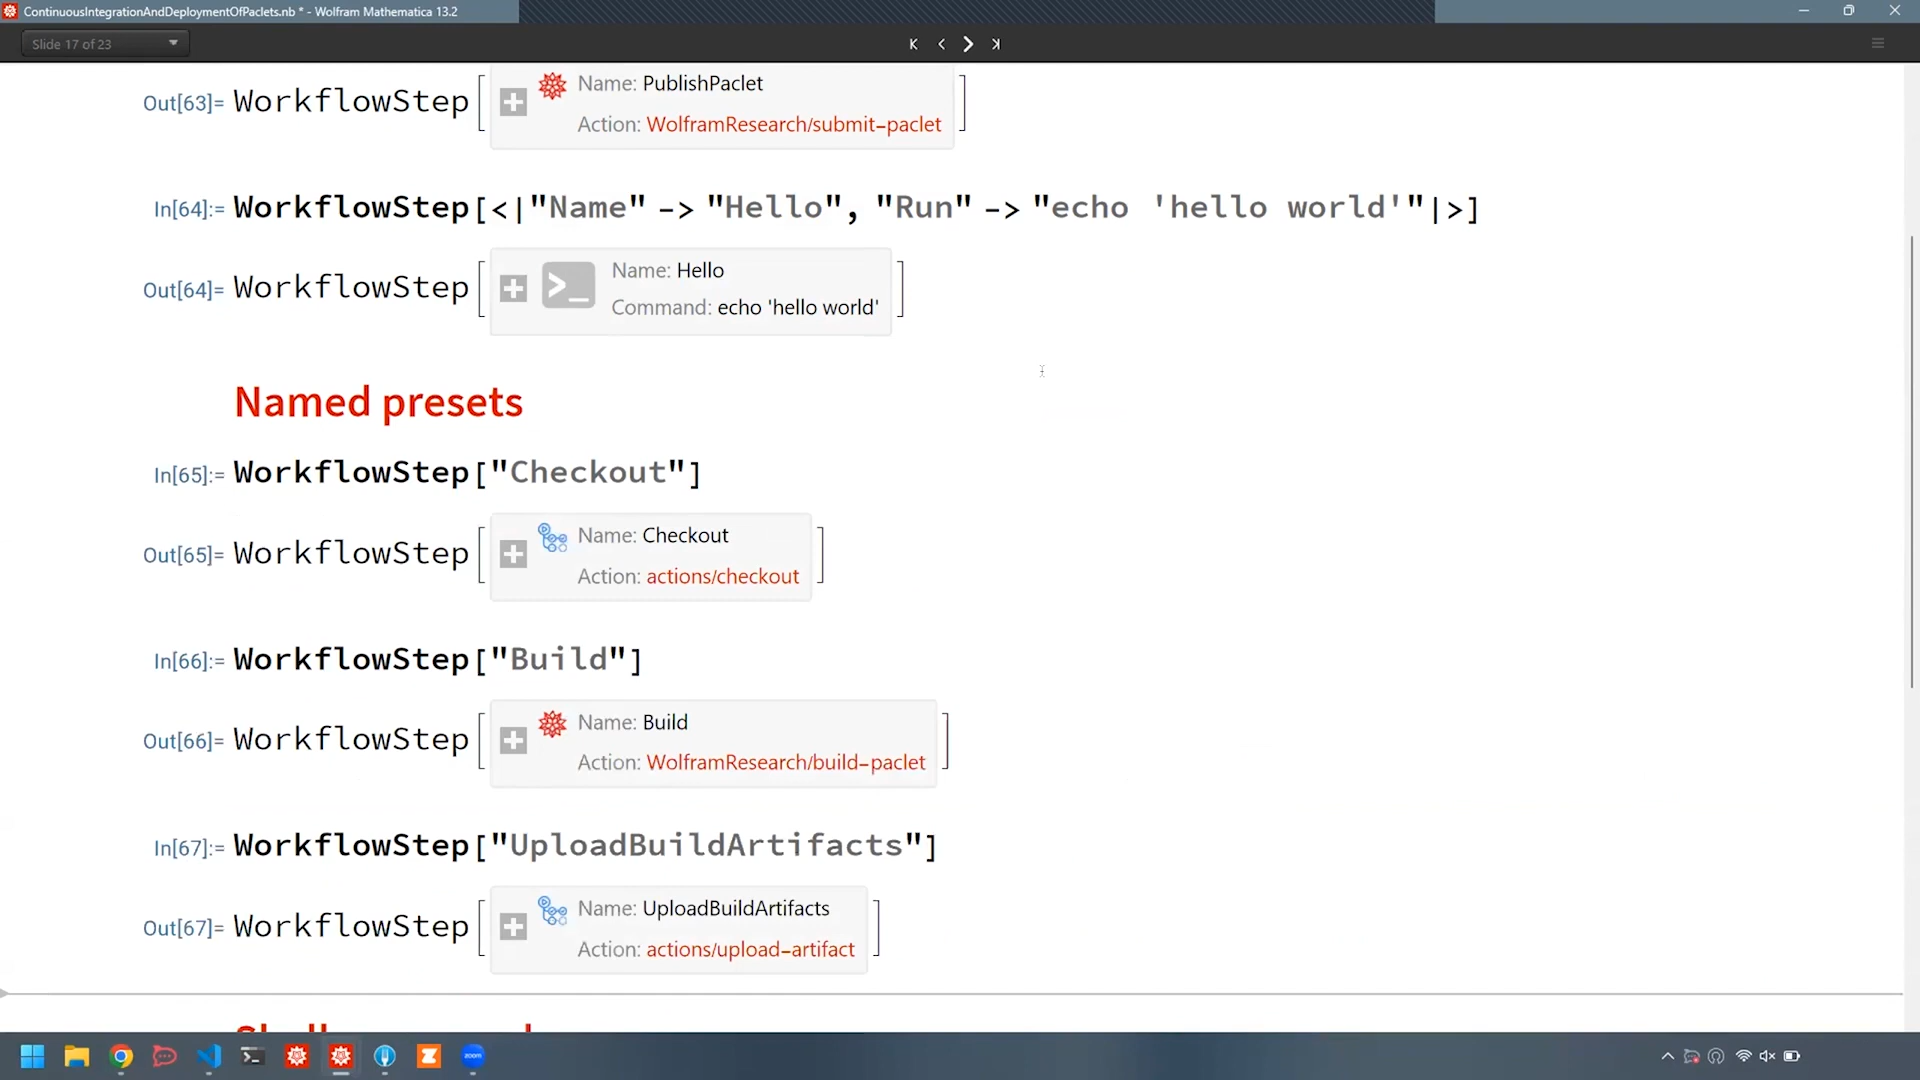 ContinuousIntegrationAndDeploymentOfPaclets.nb * - Wolfram Mathematica 13.2
Slide 17 of 23
Out[63]= WorkflowStep[ Name: PublishPaclet
Action: WolframResearch/submit-paclet ]
In[64]:= WorkflowStep[<|"Name" -> "Hello", "Run" -> "echo 'hello world'"|>]
Out[64]= WorkflowStep[ Name: Hello
Command: echo 'hello world' ]
Named presets
In[65]:= WorkflowStep["Checkout"]
Out[65]= WorkflowStep[ Name: Checkout
Action: actions/checkout ]
In[66]:= WorkflowStep["Build"]
Out[66]= WorkflowStep[ Name: Build
Action: WolframResearch/build-paclet ]
In[67]:= WorkflowStep["UploadBuildArtifacts"]
Out[67]= WorkflowStep[ Name: UploadBuildArtifacts
Action: actions/upload-artifact ]
zoom